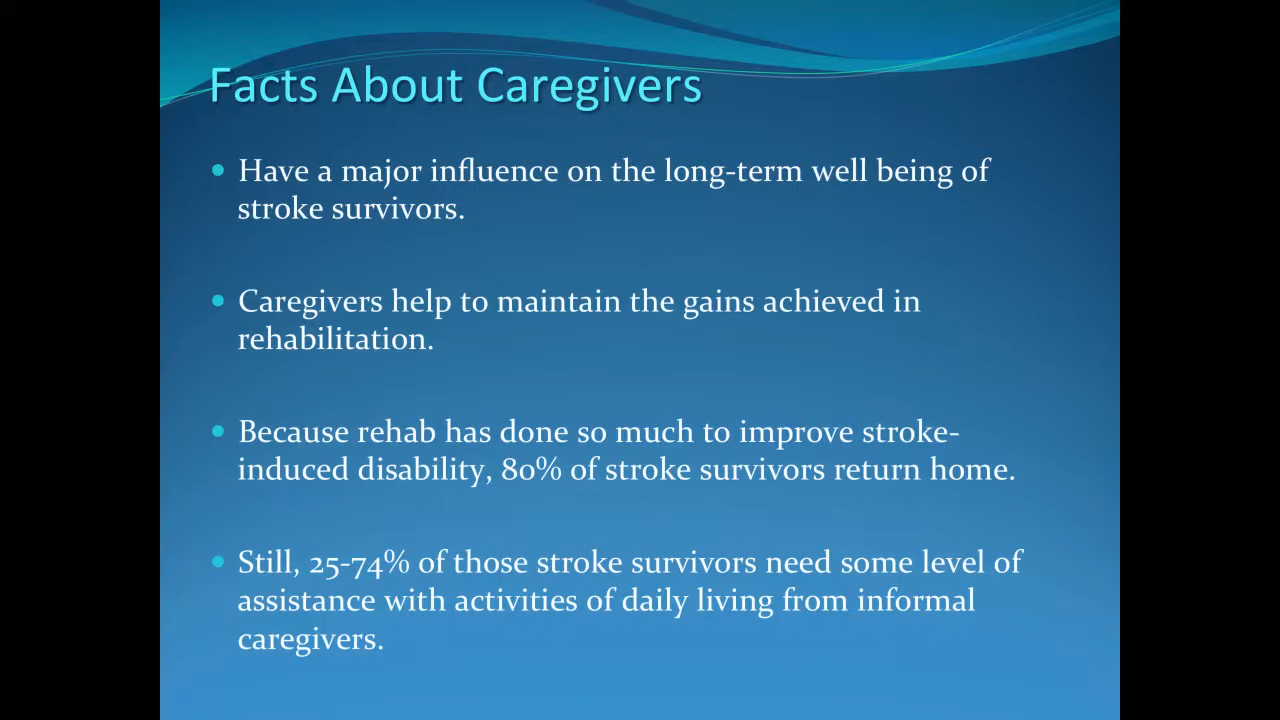 Facts About Caregivers
• Have a major influence on the long-term well being of
stroke survivors.
• Caregivers help to maintain the gains achieved in
rehabilitation.
• Because rehab has done so much to improve stroke-
induced disability, 80% of stroke survivors return home.
• Still, 25-74% of those stroke survivors need some level of
assistance with activities of daily living from informal
caregivers.